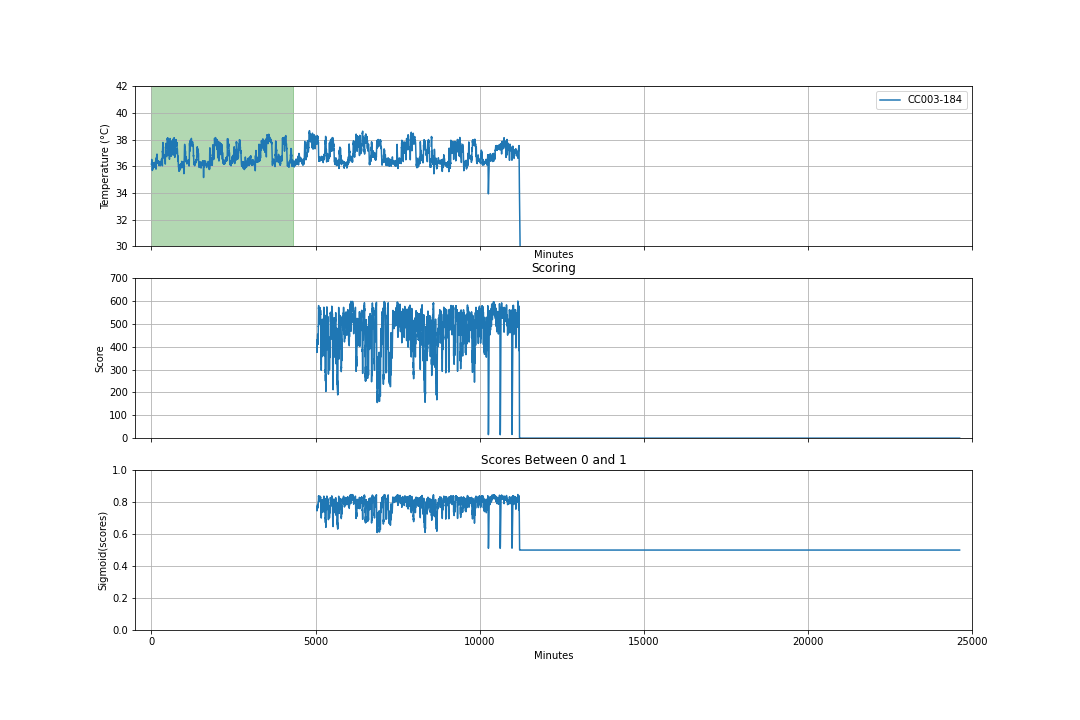 42
40
38
36
34
32
30
Temperature (°C)
CC003-184
Minutes
Scoring
700
600
500
400
300
200
100
0
Score
Scores Between 0 and 1
1.0
0.8
0.6
0.4
0.2
0.0
Sigmoid(scores)
0 5000 10000 15000 20000 25000
Minutes